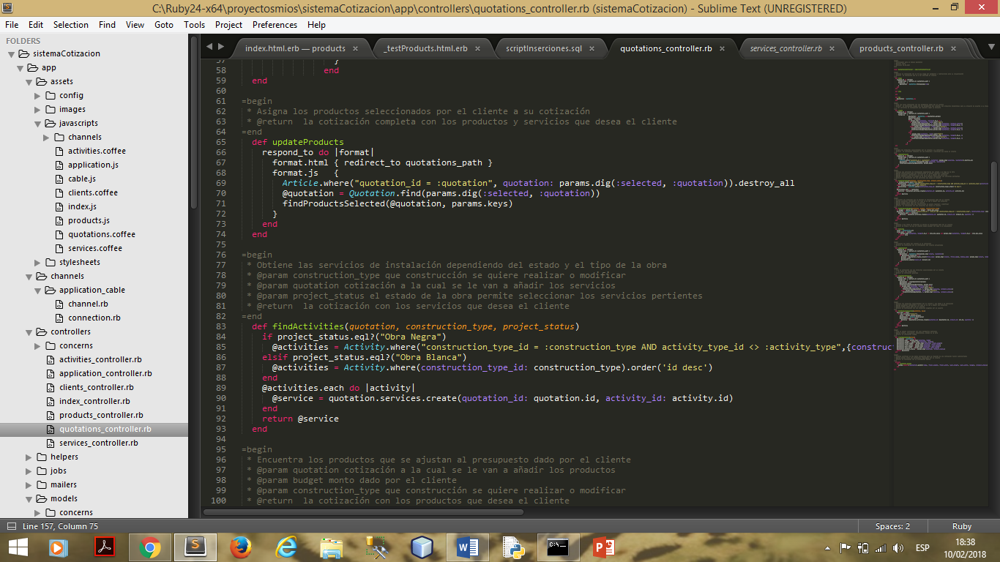 C:\Ruby24-x64\proyectosmios\sistemaCotizacion\app\controllers\quotations_controller.rb (sistemaCotizacion) - Sublime Text (UNREGISTERED)
File Edit Selection Find View Goto Tools Project Preferences Help
FOLDERS
sistemaCotizacion
app
assets
config
images
javascripts
channels
activities.coffee
application.js
cable.js
clients.coffee
index.js
products.js
quotations.coffee
services.coffee
stylesheets
channels
application_cable
channel.rb
connection.rb
controllers
concerns
activities_controller.rb
application_controller.rb
clients_controller.rb
index_controller.rb
products_controller.rb
quotations_controller.rb
services_controller.rb
helpers
jobs
mailers
models
concerns
index.html.erb — products
_testProducts.html.erb
scriptInserciones.sql
quotations_controller.rb
services_controller.rb
products_controller.rb
57 }
58 end
59 end
60
61 =begin
62 * Asigna los productos seleccionados por el cliente a su cotización
63 * @return  la cotización completa con los productos y servicios que desea el cliente
64 =end
65 def updateProducts
66 respond_to do |format|
67 format.html { redirect_to quotations_path }
68 format.js   {
69 Article.where("quotation_id = :quotation", quotation: params.dig(:selected, :quotation)).destroy_all
70 @quotation = Quotation.find(params.dig(:selected, :quotation))
71 findProductsSelected(@quotation, params.keys)
72 }
73 end
74 end
75
76 =begin
77 * Obtiene las servicios de instalación dependiendo del estado y el tipo de la obra
78 * @param construction_type que construcción se quiere realizar o modificar
79 * @param quotation cotización a la cual se le van a añadir los servicios
80 * @param project_status el estado de la obra permite seleccionar los servicios pertientes
81 * @return  la cotización con los servicios que desea el cliente
82 =end
83 def findActivities(quotation, construction_type, project_status)
84 if project_status.eql?("Obra Negra")
85 @activities = Activity.where("construction_type_id = :construction_type AND activity_type_id <> :activity_type",{construc
86 elsif project_status.eql?("Obra Blanca")
87 @activities = Activity.where(construction_type_id: construction_type).order('id desc')
88 end
89 @activities.each do |activity|
90 @service = quotation.services.create(quotation_id: quotation.id, activity_id: activity.id)
91 end
92 return @service
93 end
94
95 =begin
96 * Encuentra los productos que se ajustan al presupuesto dado por el cliente
97 * @param quotation cotización a la cual se le van a añadir los productos
98 * @param budget monto dado por el cliente
99 * @param construction_type que construcción se quiere realizar o modificar
100 * @return  la cotización con los productos que desea el cliente
Line 157, Column 75
Spaces: 2
Ruby
ESP
18:38
10/02/2018